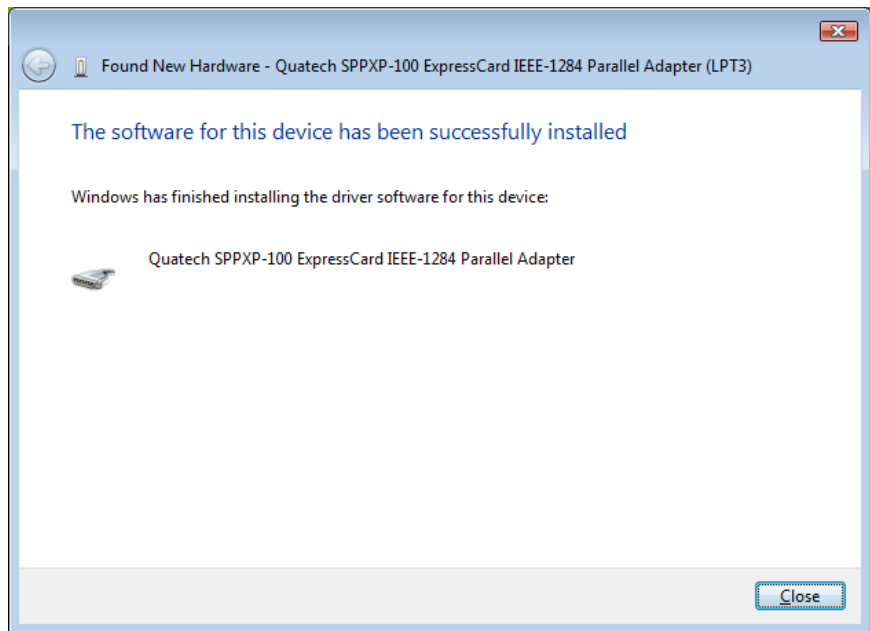 Found New Hardware - Quatech SPPXP-100 ExpressCard IEEE-1284 Parallel Adapter (LPT3)
The software for this device has been successfully installed
Windows has finished installing the driver software for this device:
Quatech SPPXP-100 ExpressCard IEEE-1284 Parallel Adapter
Close